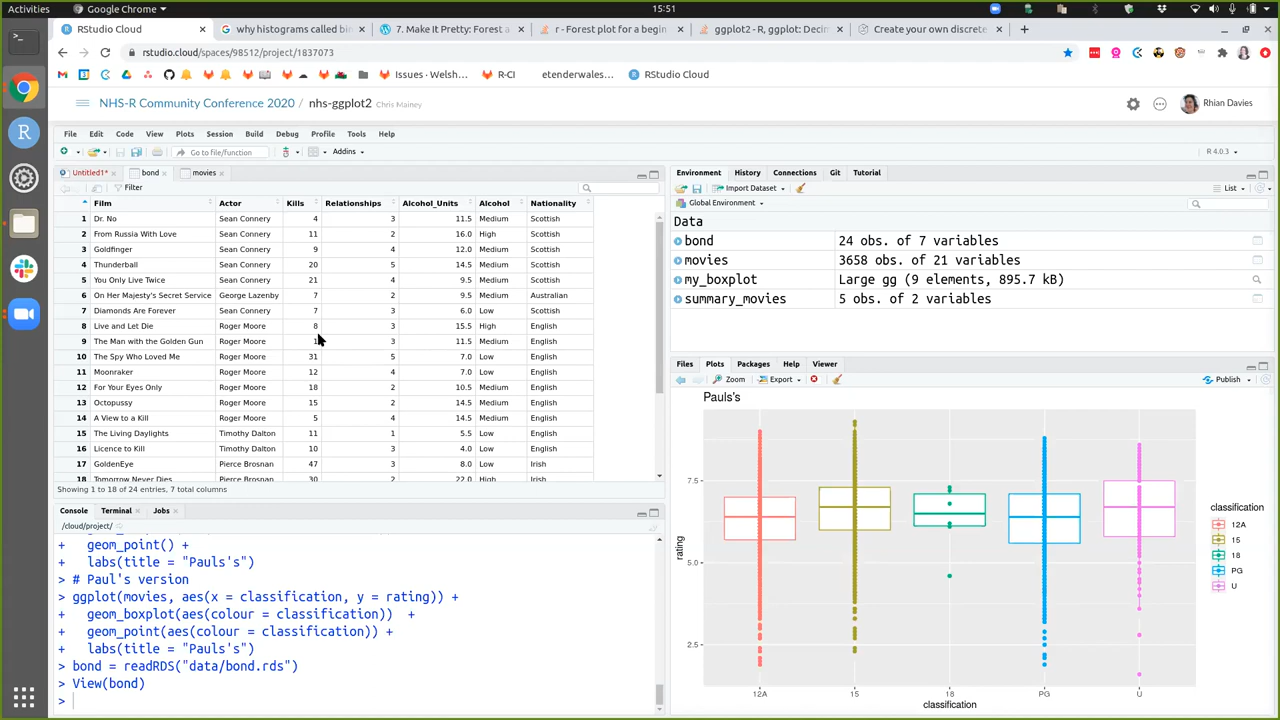 Activities
Google Chrome
15:51
RStudio Cloud
why histograms called bin
7. Make It Pretty: Forest a
r - Forest plot for a begin
ggplot2 - R, ggplot: Decim
Create your own discrete
rstudio.cloud/spaces/98512/project/1837073
Issues · Welsh...
R-CI
etenderwales...
RStudio Cloud
NHS-R Community Conference 2020 / nhs-ggplot2 Chris Mainey
Rhian Davies
File Edit Code View Plots Session Build Debug Profile Tools Help
Go to file/function Addins
R 4.0.3
Untitled1* bond movies
Filter
Film Actor Kills Relationships Alcohol_Units Alcohol Nationality
1 Dr. No Sean Connery 4 3 11.5 Medium Scottish
2 From Russia With Love Sean Connery 11 2 16.0 High Scottish
3 Goldfinger Sean Connery 9 4 12.0 Medium Scottish
4 Thunderball Sean Connery 20 5 14.5 Medium Scottish
5 You Only Live Twice Sean Connery 21 4 9.5 Medium Scottish
6 On Her Majesty's Secret Service George Lazenby 7 2 9.5 Medium Australian
7 Diamonds Are Forever Sean Connery 7 3 6.0 Low Scottish
8 Live and Let Die Roger Moore 8 3 15.5 High English
9 The Man with the Golden Gun Roger Moore 3 11.5 Medium English
10 The Spy Who Loved Me Roger Moore 31 5 7.0 Low English
11 Moonraker Roger Moore 12 4 7.0 Low English
12 For Your Eyes Only Roger Moore 18 2 10.5 Medium English
13 Octopussy Roger Moore 15 2 14.5 Medium English
14 A View to a Kill Roger Moore 5 4 14.5 Medium English
15 The Living Daylights Timothy Dalton 11 1 5.5 Low English
16 Licence to Kill Timothy Dalton 10 3 4.0 Low English
17 GoldenEye Pierce Brosnan 47 3 8.0 Low Irish
18 Tomorrow Never Dies Pierce Brosnan 30 2 22.0 High Irish
Showing 1 to 18 of 24 entries, 7 total columns
Console Terminal Jobs
/cloud/project/
+ geom_point() +
+ labs(title = "Pauls's")
> # Paul's version
> ggplot(movies, aes(x = classification, y = rating)) +
+ geom_boxplot(aes(colour = classification)) +
+ geom_point(aes(colour = classification)) +
+ labs(title = "Pauls's")
> bond = readRDS("data/bond.rds")
> View(bond)
>
Environment History Connections Git Tutorial
Import Dataset List
Global Environment
Data
bond 24 obs. of 7 variables
movies 3658 obs. of 21 variables
my_boxplot Large gg (9 elements, 895.7 kB)
summary_movies 5 obs. of 2 variables
Files Plots Packages Help Viewer
Zoom Export Publish
Pauls's
7.5
5.0
2.5
rating
12A 15 18 PG U
classification
classification
12A
15
18
PG
U